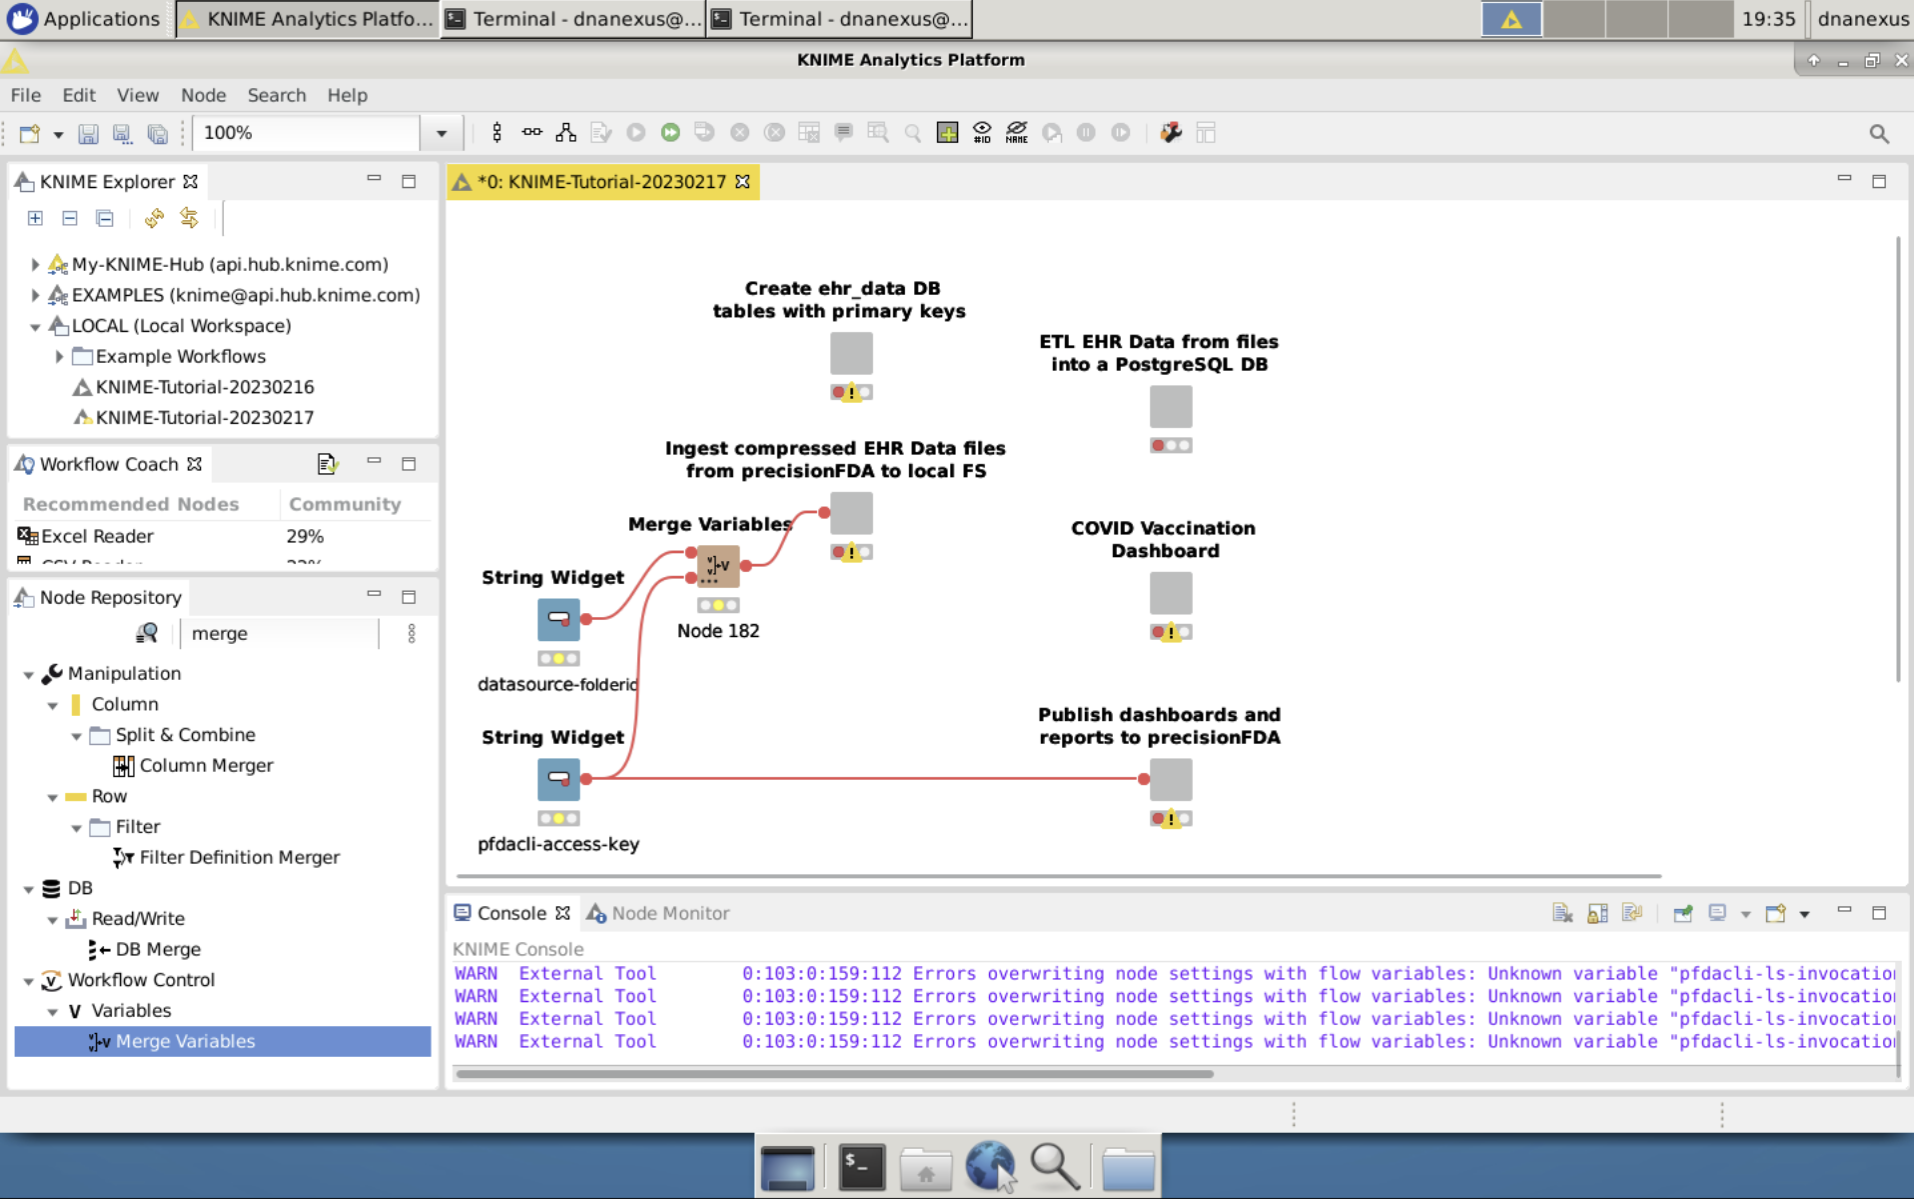 Applications
KNIME Analytics Platfo...
Terminal - dnanexus@...
Terminal - dnanexus@...
19:35
dnanexus
KNIME Analytics Platform
File Edit View Node Search Help
100%
#ID
NAME
KNIME Explorer
My-KNIME-Hub (api.hub.knime.com)
EXAMPLES (knime@api.hub.knime.com)
LOCAL (Local Workspace)
Example Workflows
KNIME-Tutorial-20230216
KNIME-Tutorial-20230217
Workflow Coach
Recommended Nodes Community
Excel Reader 29%
Node Repository
merge
Manipulation
Column
Split & Combine
Column Merger
Row
Filter
Filter Definition Merger
DB
Read/Write
DB Merge
Workflow Control
Variables
Merge Variables
*0: KNIME-Tutorial-20230217
Create ehr_data DB
tables with primary keys
ETL EHR Data from files
into a PostgreSQL DB
Ingest compressed EHR Data files
from precisionFDA to local FS
Merge Variables
Node 182
COVID Vaccination
Dashboard
String Widget
datasource-folderid
String Widget
pfdacli-access-key
Publish dashboards and
reports to precisionFDA
Console
Node Monitor
KNIME Console
WARN External Tool 0:103:0:159:112 Errors overwriting node settings with flow variables: Unknown variable "pfdacli-ls-invocation
WARN External Tool 0:103:0:159:112 Errors overwriting node settings with flow variables: Unknown variable "pfdacli-ls-invocation
WARN External Tool 0:103:0:159:112 Errors overwriting node settings with flow variables: Unknown variable "pfdacli-ls-invocation
WARN External Tool 0:103:0:159:112 Errors overwriting node settings with flow variables: Unknown variable "pfdacli-ls-invocation